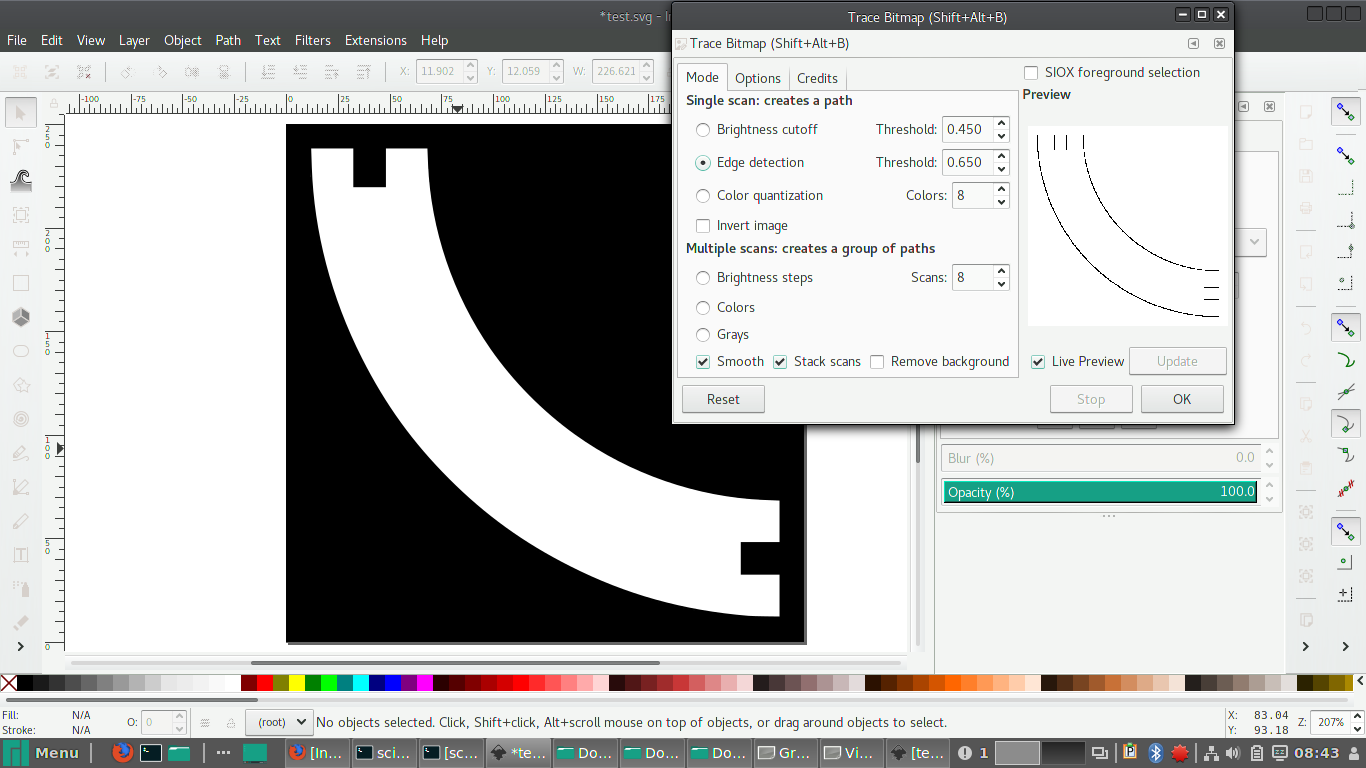 *test.svg - In
Trace Bitmap (Shift+Alt+B)
File Edit View Layer Object Path Text Filters Extensions Help
Trace Bitmap (Shift+Alt+B)
X: 11.902 Y: 12.059 W: 226.621
Mode Options Credits
SIOX foreground selection
Preview
Single scan: creates a path
Brightness cutoff Threshold: 0.450
Edge detection Threshold: 0.650
Color quantization Colors: 8
Invert image
Multiple scans: creates a group of paths
Brightness steps Scans: 8
Colors
Grays
Smooth Stack scans Remove background
Live Preview Update
Reset Stop OK
-100 -75 -50 -25 0 25 50 75 100 125 150 175
250
200
150
100
50
0
Blur (%) 0.0
Opacity (%) 100.0
Fill: N/A
Stroke: N/A
O: 0
(root)
No objects selected. Click, Shift+click, Alt+scroll mouse on top of objects, or drag around objects to select.
X: 83.04
Y: 93.18
Z: 207%
Menu [In... sci... [sc... *te... Do... Do... Do... Gr... Vi... [te... 1 08:43